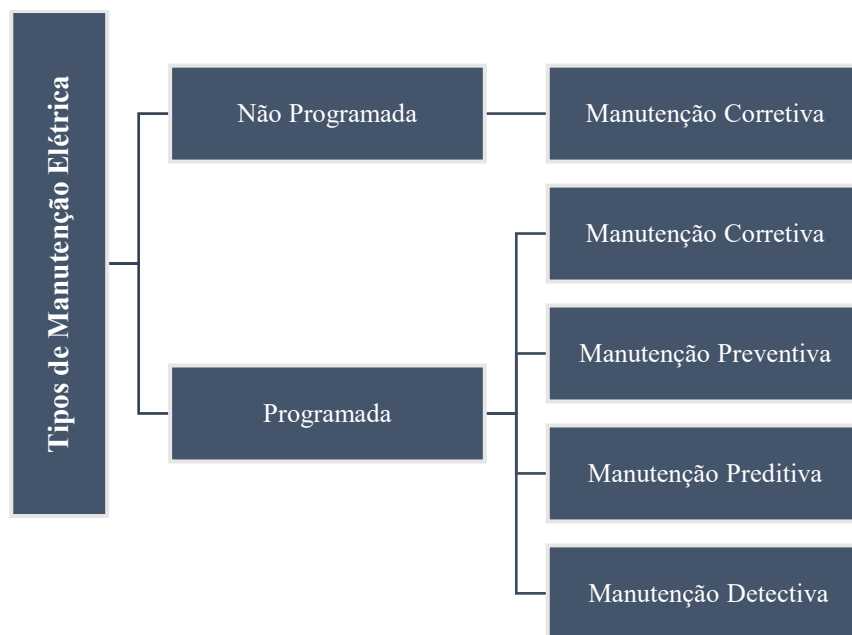 Tipos de Manutenção Elétrica
Não Programada
Manutenção Corretiva
Programada
Manutenção Corretiva
Manutenção Preventiva
Manutenção Preditiva
Manutenção Detectiva